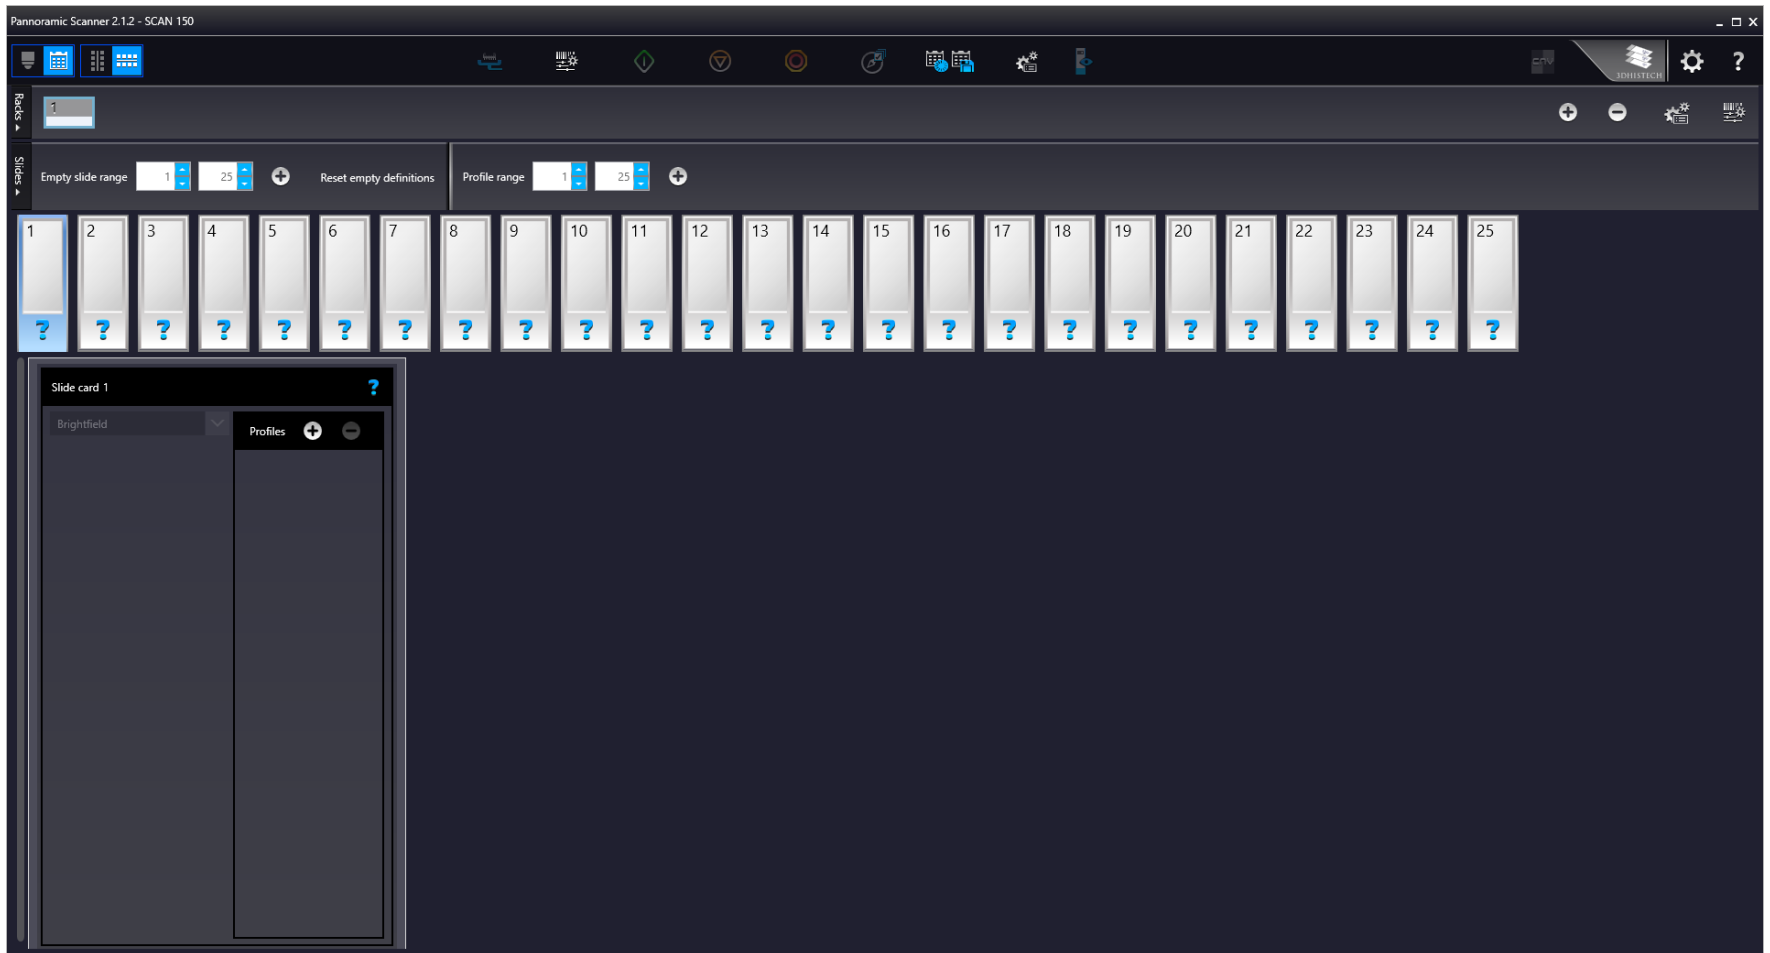 Pannoramic Scanner 2.1.2 - SCAN 150
cnv
3DHISTECH
?
Racks
1
Slides
Empty slide range 1 25 Reset empty definitions Profile range 1 25
1 2 3 4 5 6 7 8 9 10 11 12 13 14 15 16 17 18 19 20 21 22 23 24 25
? ? ? ? ? ? ? ? ? ? ? ? ? ? ? ? ? ? ? ? ? ? ? ? ?
Slide card 1 ?
Brightfield
Profiles